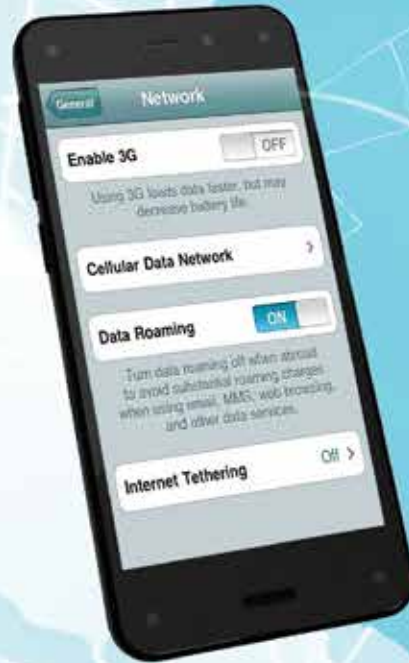 General
Network
Enable 3G
OFF
Using 3G loads data faster, but may
decrease battery life.
Cellular Data Network
Data Roaming
ON
Turn data roaming off when abroad
to avoid substantial roaming charges
when using email, MMS, web browsing,
and other data services.
Internet Tethering
Off